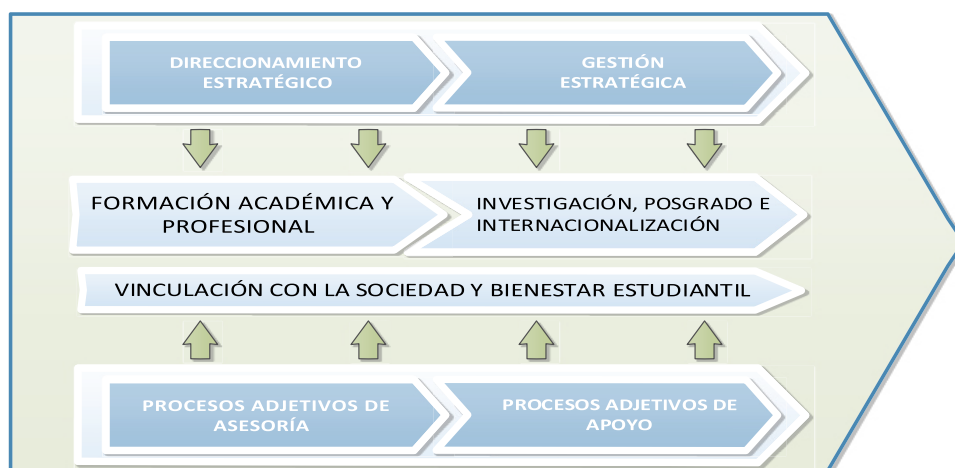 DIRECCIONAMIENTO
ESTRATÉGICO
GESTIÓN
ESTRATÉGICA
FORMACIÓN ACADÉMICA Y
PROFESIONAL
INVESTIGACIÓN, POSGRADO E
INTERNACIONALIZACIÓN
VINCULACIÓN CON LA SOCIEDAD Y BIENESTAR ESTUDIANTIL
PROCESOS ADJETIVOS DE
ASESORÍA
PROCESOS ADJETIVOS DE
APOYO